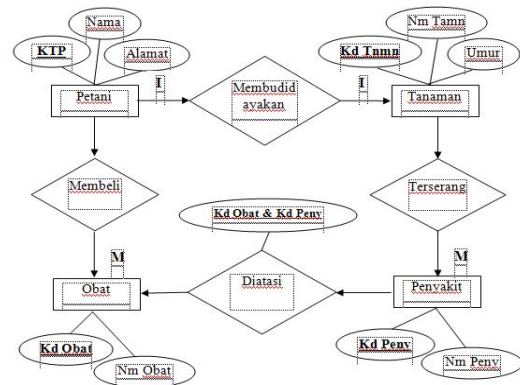 Nama
Nm Tamn
KTP
Alamat
Kd Tnmn
Umur
Petani
1
Membudid
ayakan
1
Tanaman
Membeli
Terserang
Kd Obat & Kd Peny
M
Obat
Diatasi
M
Penyakit
Kd Obat
Nm Obat
Kd Peny
Nm Peny